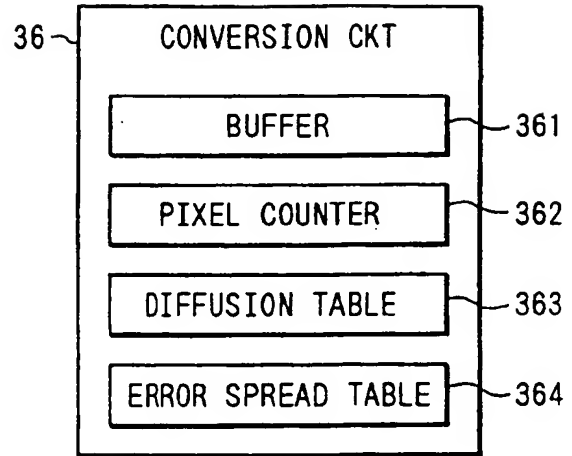 36 CONVERSION CKT
BUFFER 361
PIXEL COUNTER 362
DIFFUSION TABLE 363
ERROR SPREAD TABLE 364